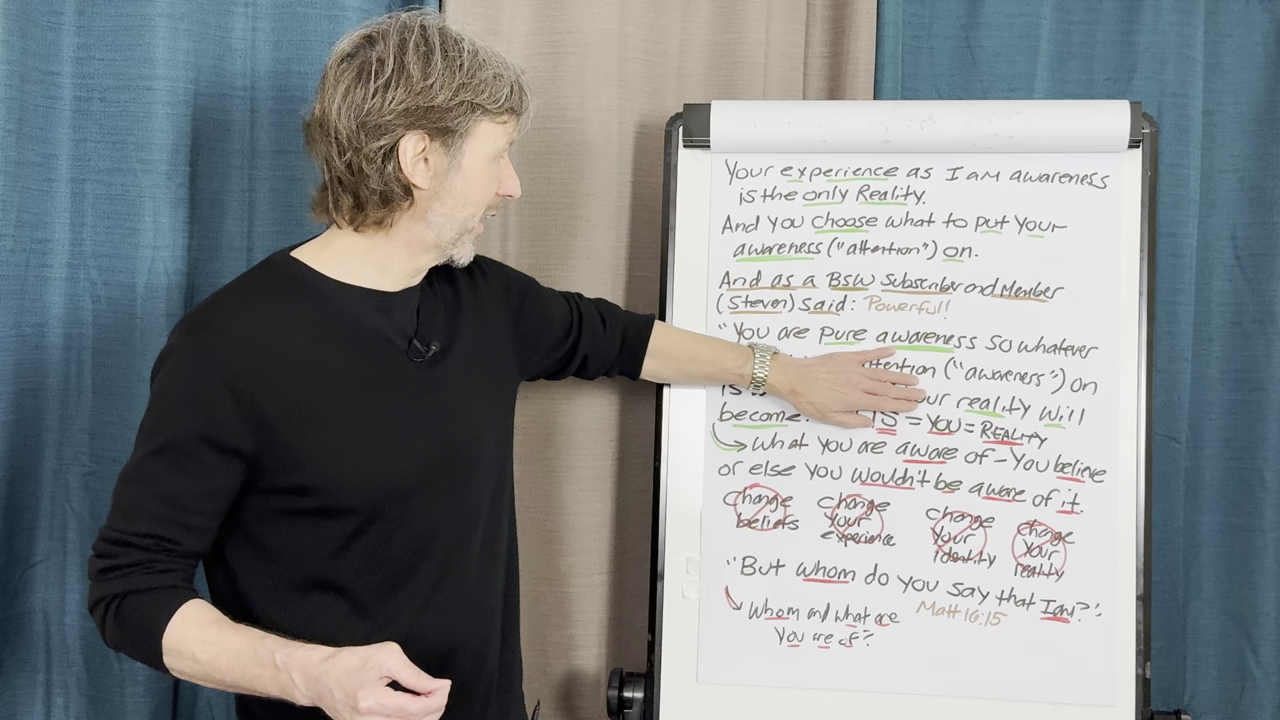 Your experience as I AM awareness
is the only Reality.
And you choose what to put your
awareness ("attention") on.
And as a BSW Subscriber and Member
(Steven) said: Powerful!
"You are pure awareness so whatever
attention ("awareness") on
is your reality will
become. IS = YOU = REALITY
what you are aware of - You believe
or else you wouldn't be aware of it.
change beliefs
change your experience
change your identity
change your reality
"But whom do you say that I am?"
Matt 16:15
Whom and what are
You are of?